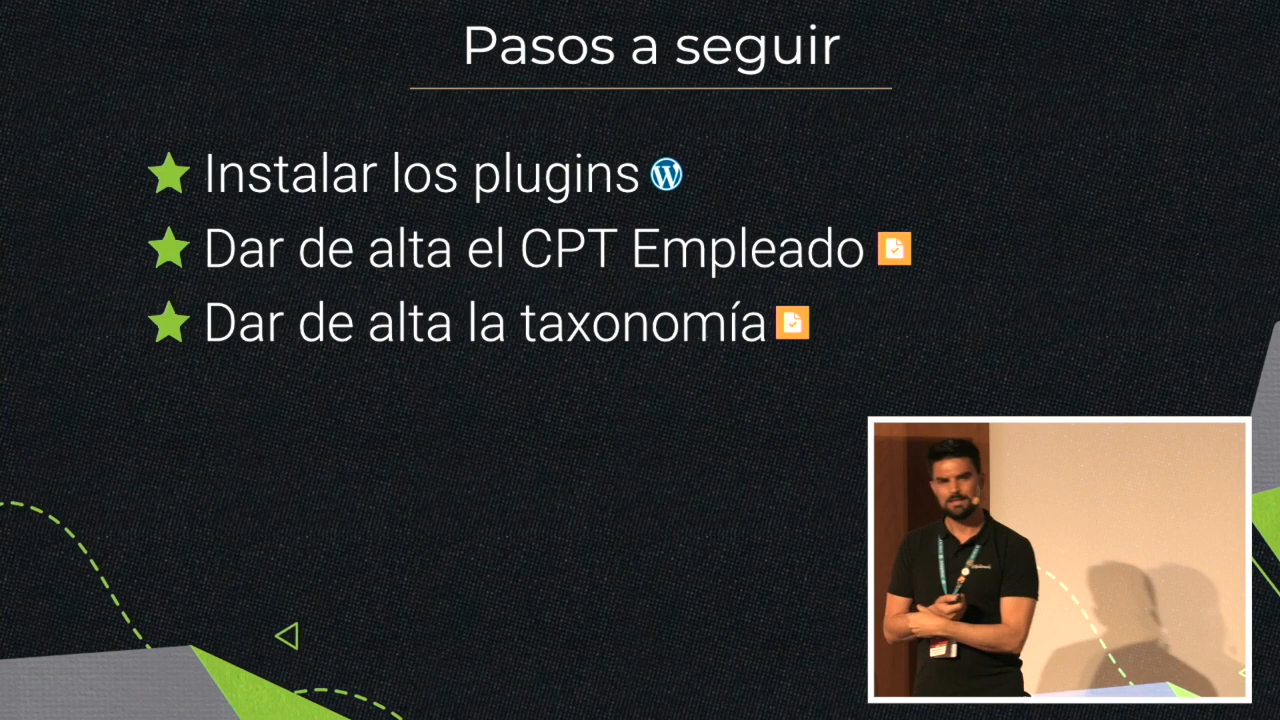 Pasos a seguir
Instalar los plugins
Dar de alta el CPT Empleado
Dar de alta la taxonomía